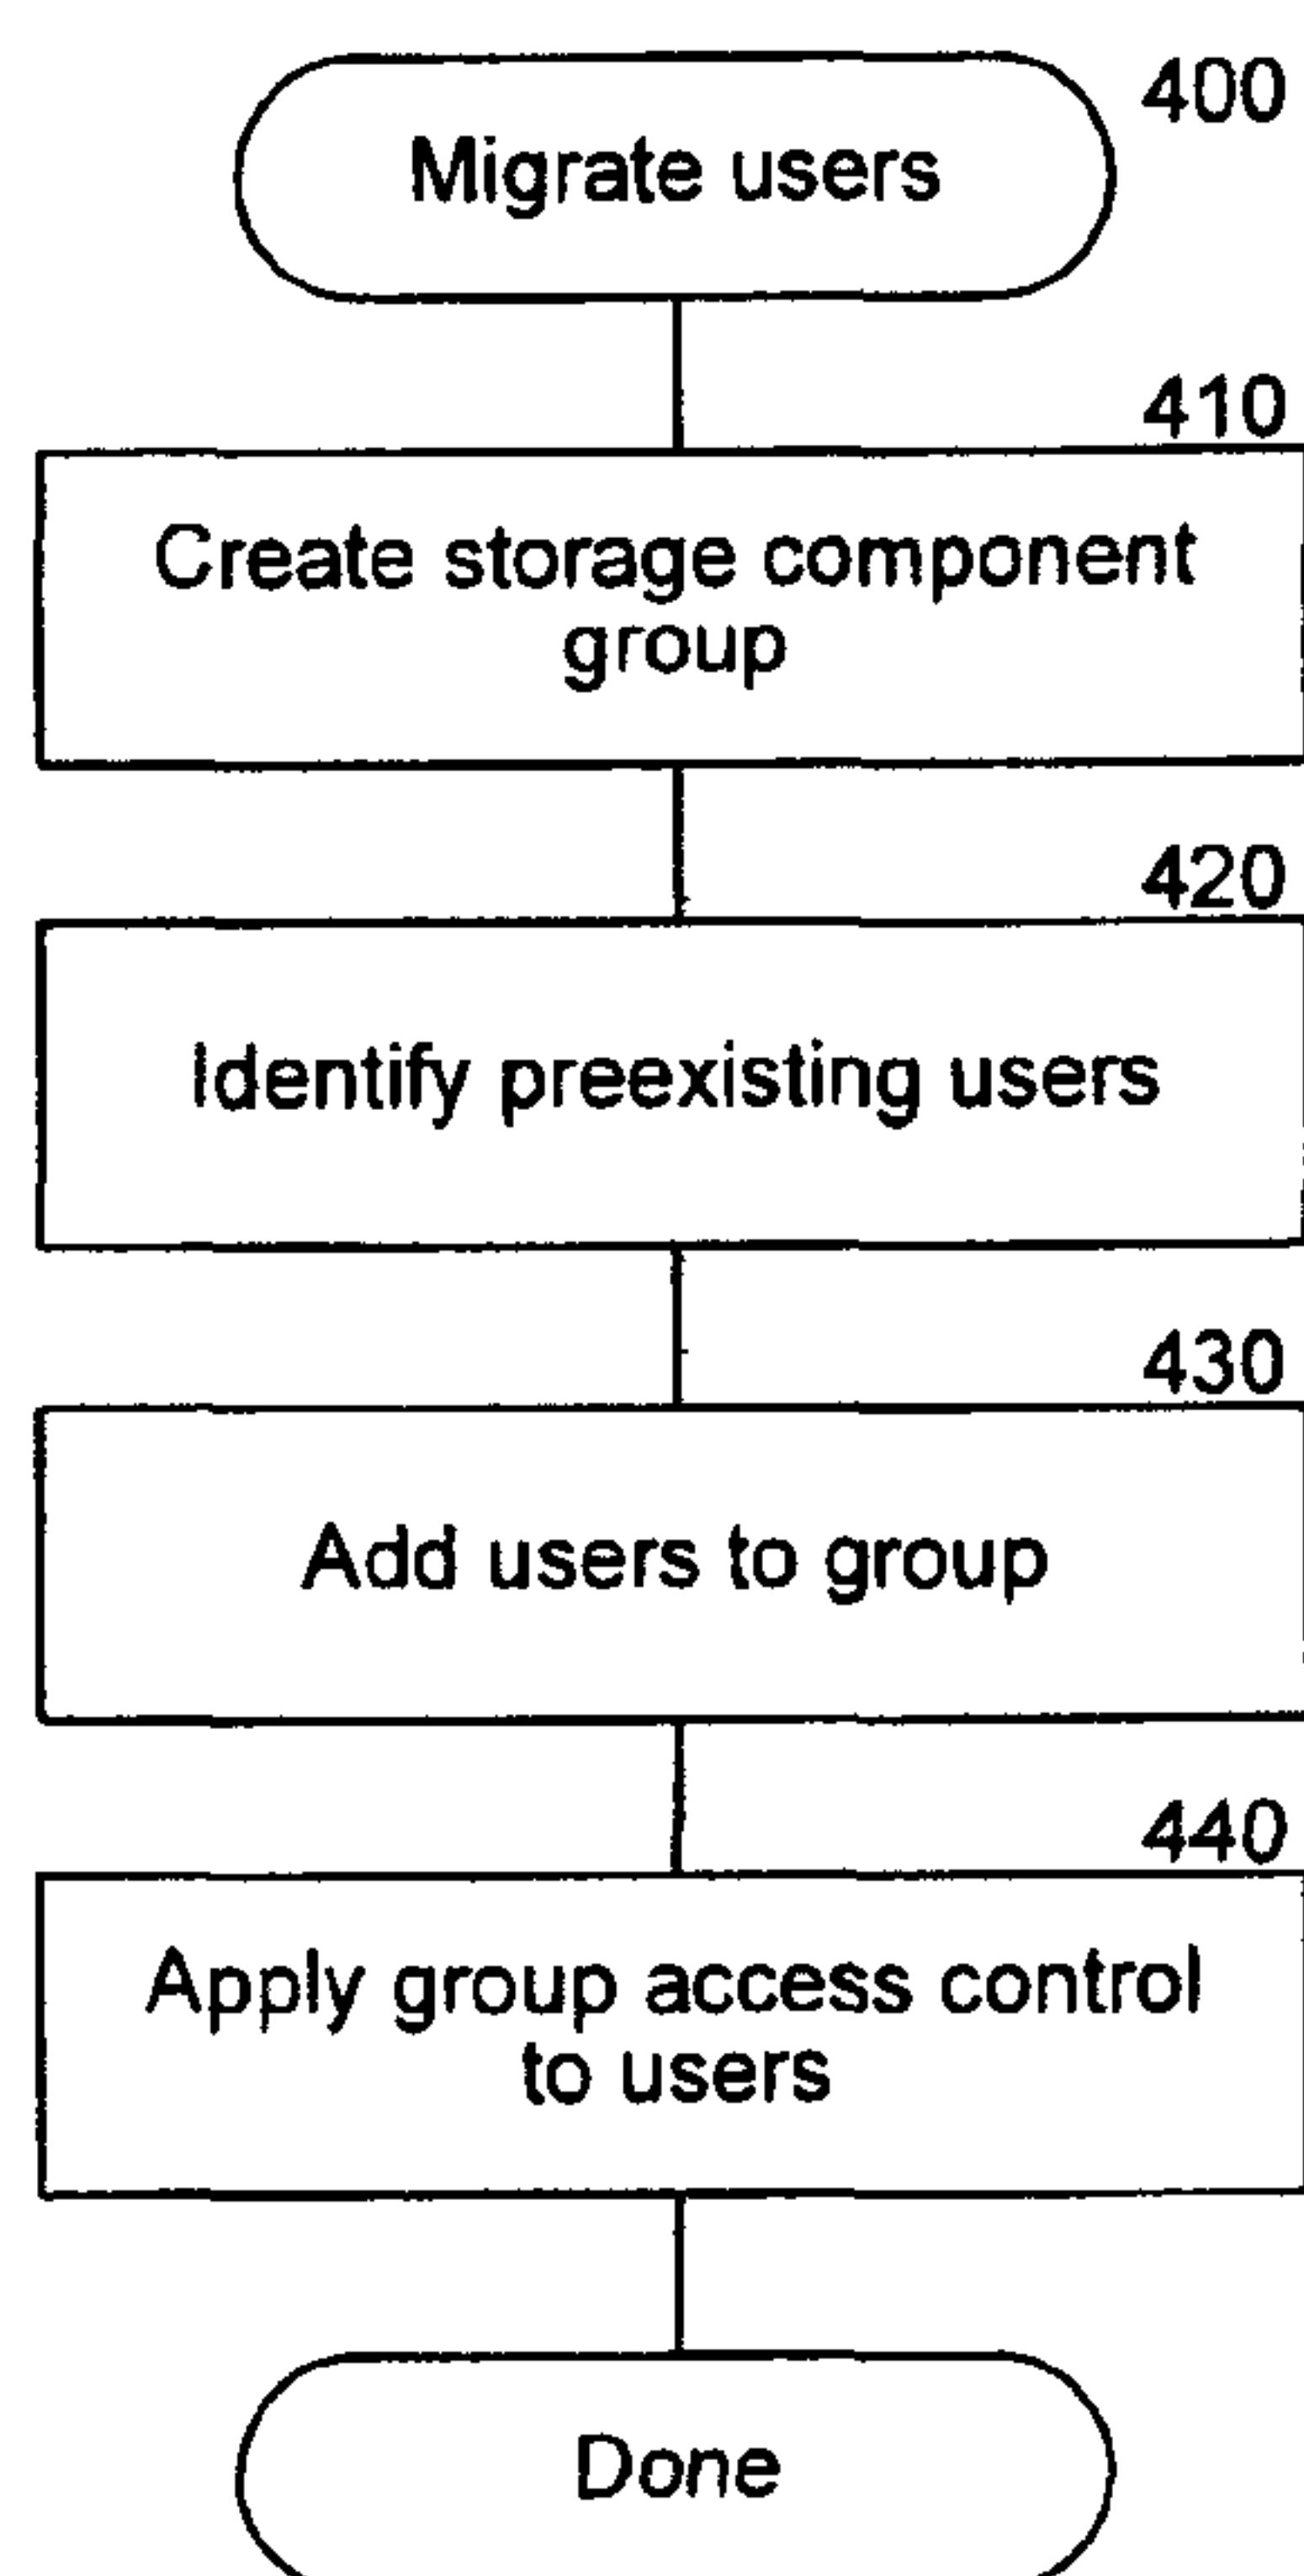 400
Migrate users
410
Create storage component
group
420
Identify preexisting users
430
Add users to group
440
Apply group access control
to users
Done